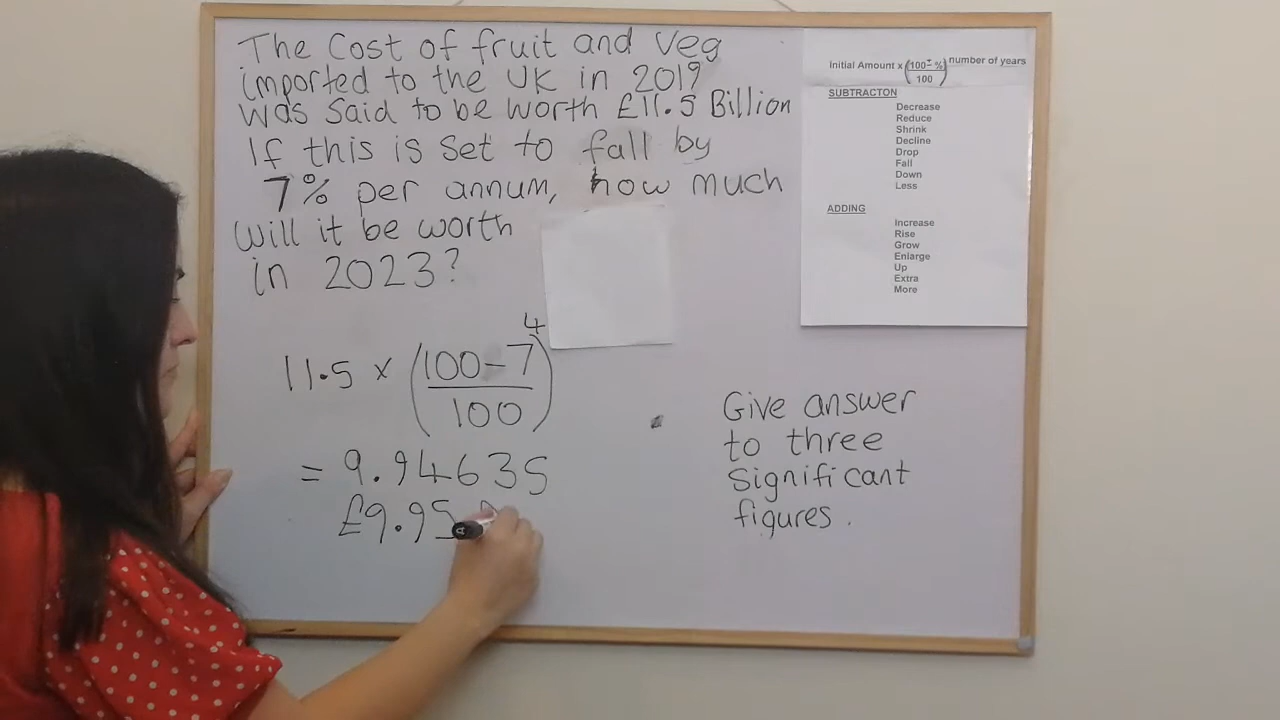 The Cost of fruit and veg
imported to the UK in 2019
was said to be worth £11.5 Billion
If this is set to fall by
7% per annum, how much
will it be worth
in 2023?
11.5 × (100-7/100)^4
= 9.94635
£9.95
Give answer
to three
significant
figures.
Initial Amount x (100± %/100) number of years
SUBTRACTON
Decrease
Reduce
Shrink
Decline
Drop
Fall
Down
Less
ADDING
Increase
Rise
Grow
Enlarge
Up
Extra
More